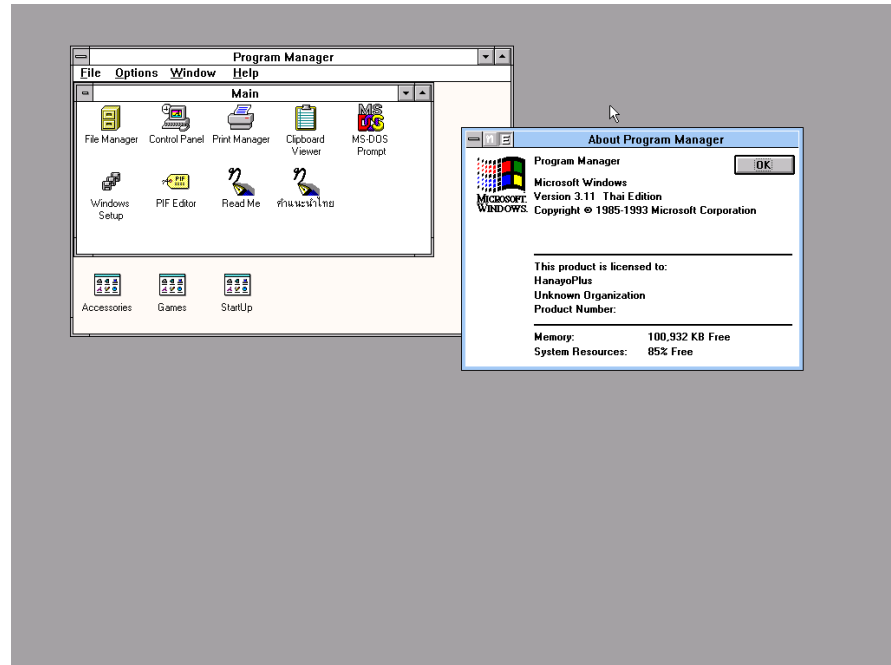 Program Manager
File Options Window Help
Main
File Manager
Control Panel
Print Manager
Clipboard Viewer
MS-DOS Prompt
Windows Setup
PIF Editor
Read Me
คำแนะนำไทย
Accessories
Games
StartUp
About Program Manager
MICROSOFT.
WINDOWS.
Program Manager
OK
Microsoft Windows
Version 3.11 Thai Edition
Copyright © 1985-1993 Microsoft Corporation
This product is licensed to:
HanayoPlus
Unknown Organization
Product Number:
Memory: 100,932 KB Free
System Resources: 85% Free